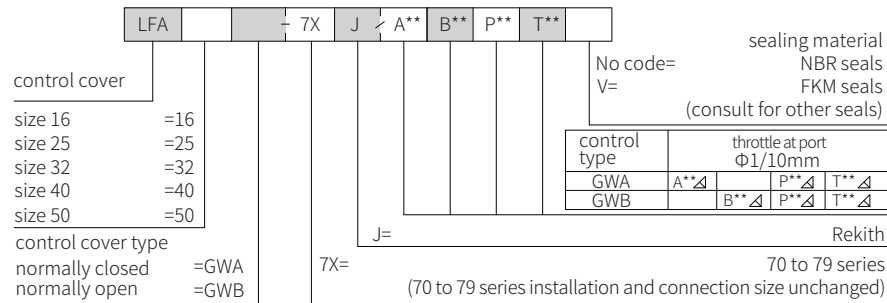 LFA - 7X J / A** B** P** T**
sealing material
No code= NBR seals
V= FKM seals
(consult for other seals)
control cover
size 16 =16
size 25 =25
size 32 =32
size 40 =40
size 50 =50
control type throttle at port Φ1/10mm
GWA A** P** T**
GWB B** P** T**
control cover type
normally closed =GWA
normally open =GWB
J= Rekith
7X= 70 to 79 series
(70 to 79 series installation and connection size unchanged)